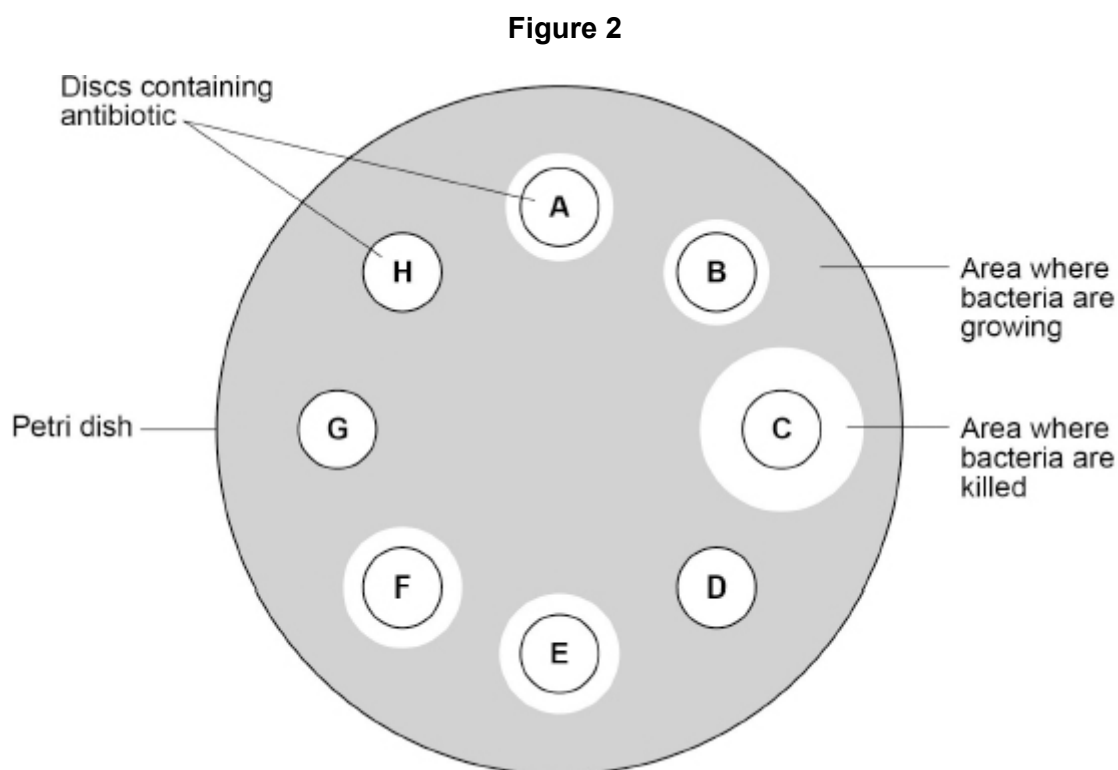 Figure 2
Discs containing
antibiotic
A
B
H
Area where
bacteria are
growing
Petri dish
G
C
Area where
bacteria are
killed
F
D
E